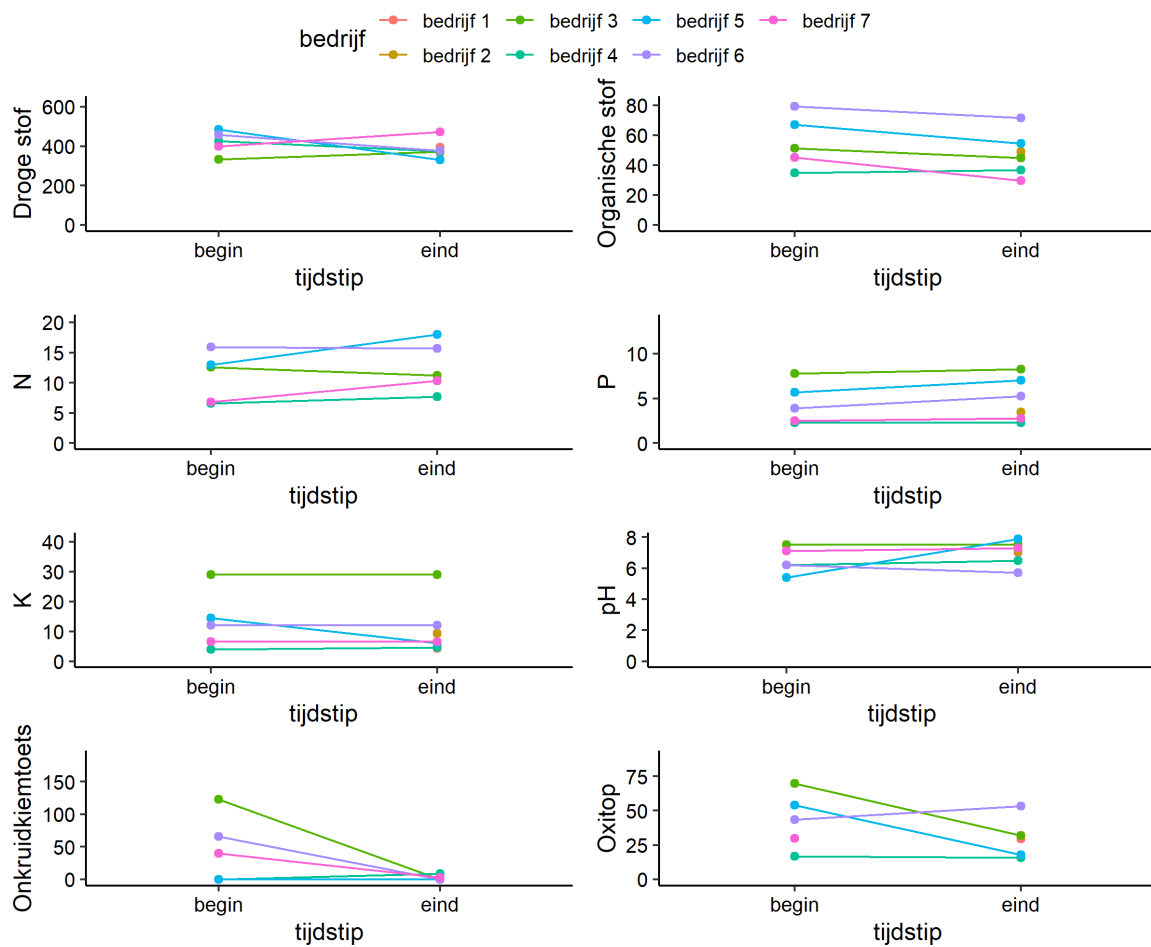 bedrijf
bedrijf 1 bedrijf 3 bedrijf 5 bedrijf 7
bedrijf 2 bedrijf 4 bedrijf 6
Droge stof
600
400
200
0
begin eind
tijdstip
Organische stof
80
60
40
20
0
begin eind
tijdstip
N
20
15
10
5
0
begin eind
tijdstip
P
10
5
0
begin eind
tijdstip
K
40
30
20
10
0
begin eind
tijdstip
pH
8
6
4
2
0
begin eind
tijdstip
Onkruidkiemtoets
150
100
50
0
begin eind
tijdstip
Oxitop
75
50
25
0
begin eind
tijdstip